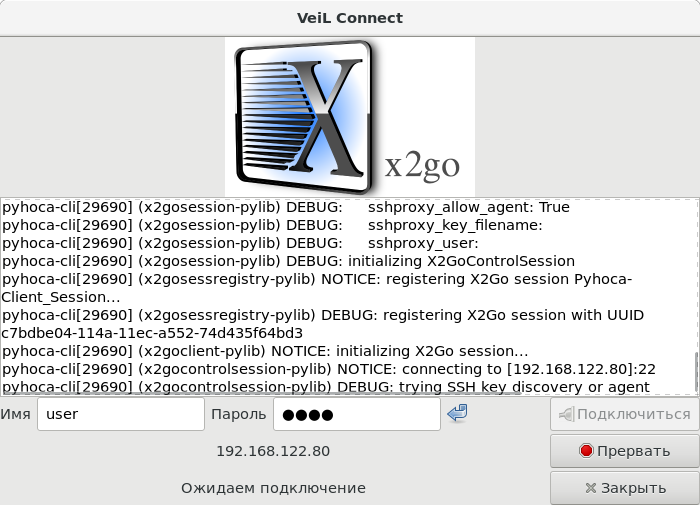 VeiL Connect
X
x2go
pyhoca-cli[29690] (x2gosession-pylib) DEBUG: sshproxy_allow_agent: True
pyhoca-cli[29690] (x2gosession-pylib) DEBUG: sshproxy_key_filename:
pyhoca-cli[29690] (x2gosession-pylib) DEBUG: sshproxy_user:
pyhoca-cli[29690] (x2gosession-pylib) DEBUG: initializing X2GoControlSession
pyhoca-cli[29690] (x2gosessregistry-pylib) NOTICE: registering X2Go session Pyhoca-
Client_Session...
pyhoca-cli[29690] (x2gosessregistry-pylib) DEBUG: registering X2Go session with UUID
c7bdbe04-114a-11ec-a552-74d435f64bd3
pyhoca-cli[29690] (x2goclient-pylib) NOTICE: initializing X2Go session...
pyhoca-cli[29690] (x2gocontrolsession-pylib) NOTICE: connecting to [192.168.122.80]:22
pyhoca-cli[29690] (x2gocontrolsession-pylib) DEBUG: trying SSH key discovery or agent
Имя user Пароль ●●●● Подключиться
192.168.122.80 Прервать
Ожидаем подключение Закрыть